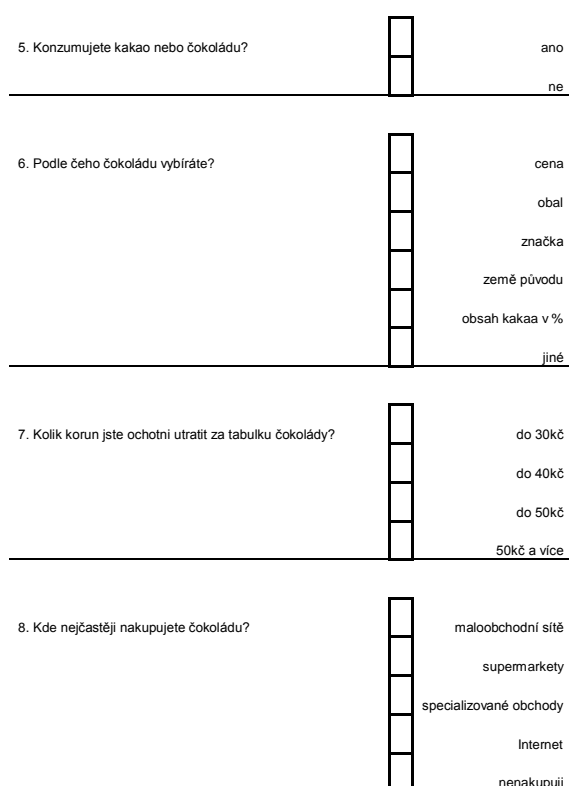 5. Konzumujete kakao nebo čokoládu?
ano
ne
6. Podle čeho čokoládu vybíráte?
cena
obal
značka
země původu
obsah kakaa v %
jiné
7. Kolik korun jste ochotni utratit za tabulku čokolády?
do 30kč
do 40kč
do 50kč
50kč a více
8. Kde nejčastěji nakupujete čokoládu?
maloobchodní sítě
supermarkety
specializované obchody
Internet
nenakupuji